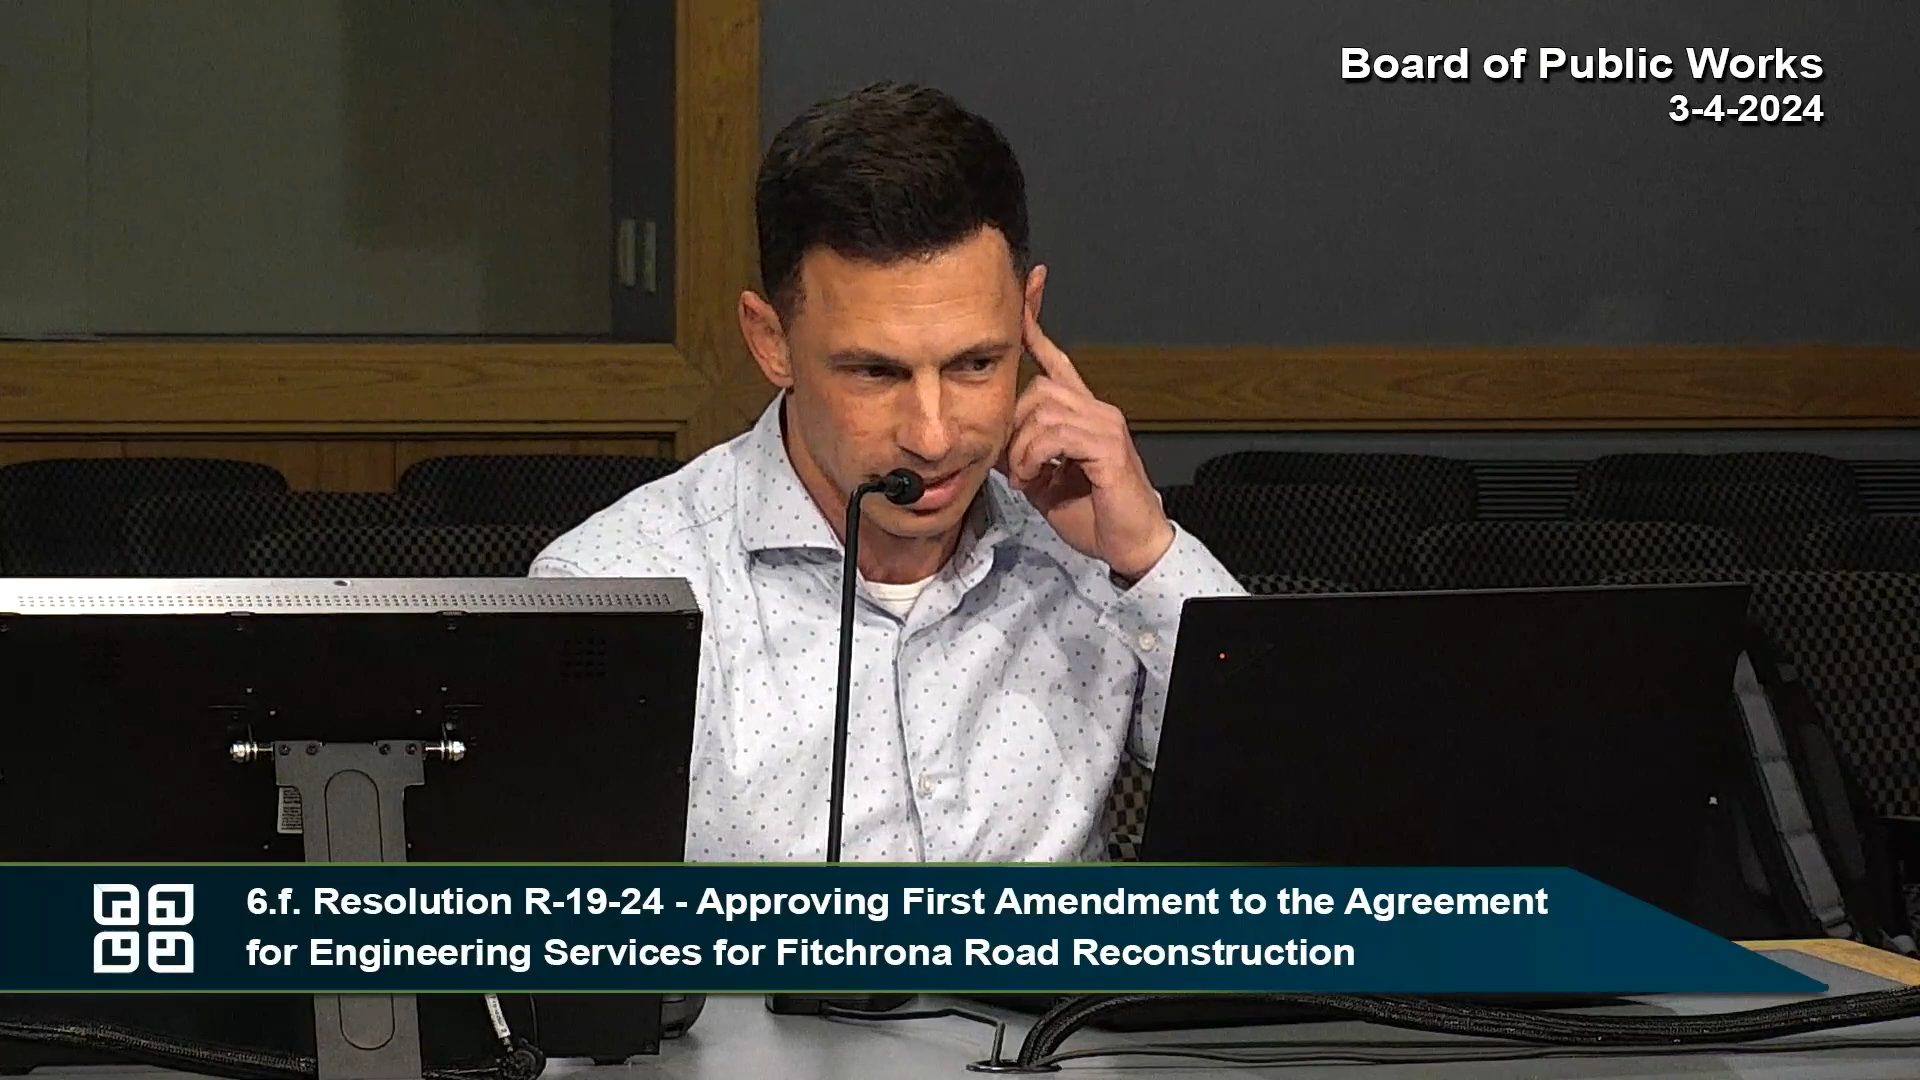 Board of Public Works
3-4-2024
6.f. Resolution R-19-24 - Approving First Amendment to the Agreement
for Engineering Services for Fitchrona Road Reconstruction